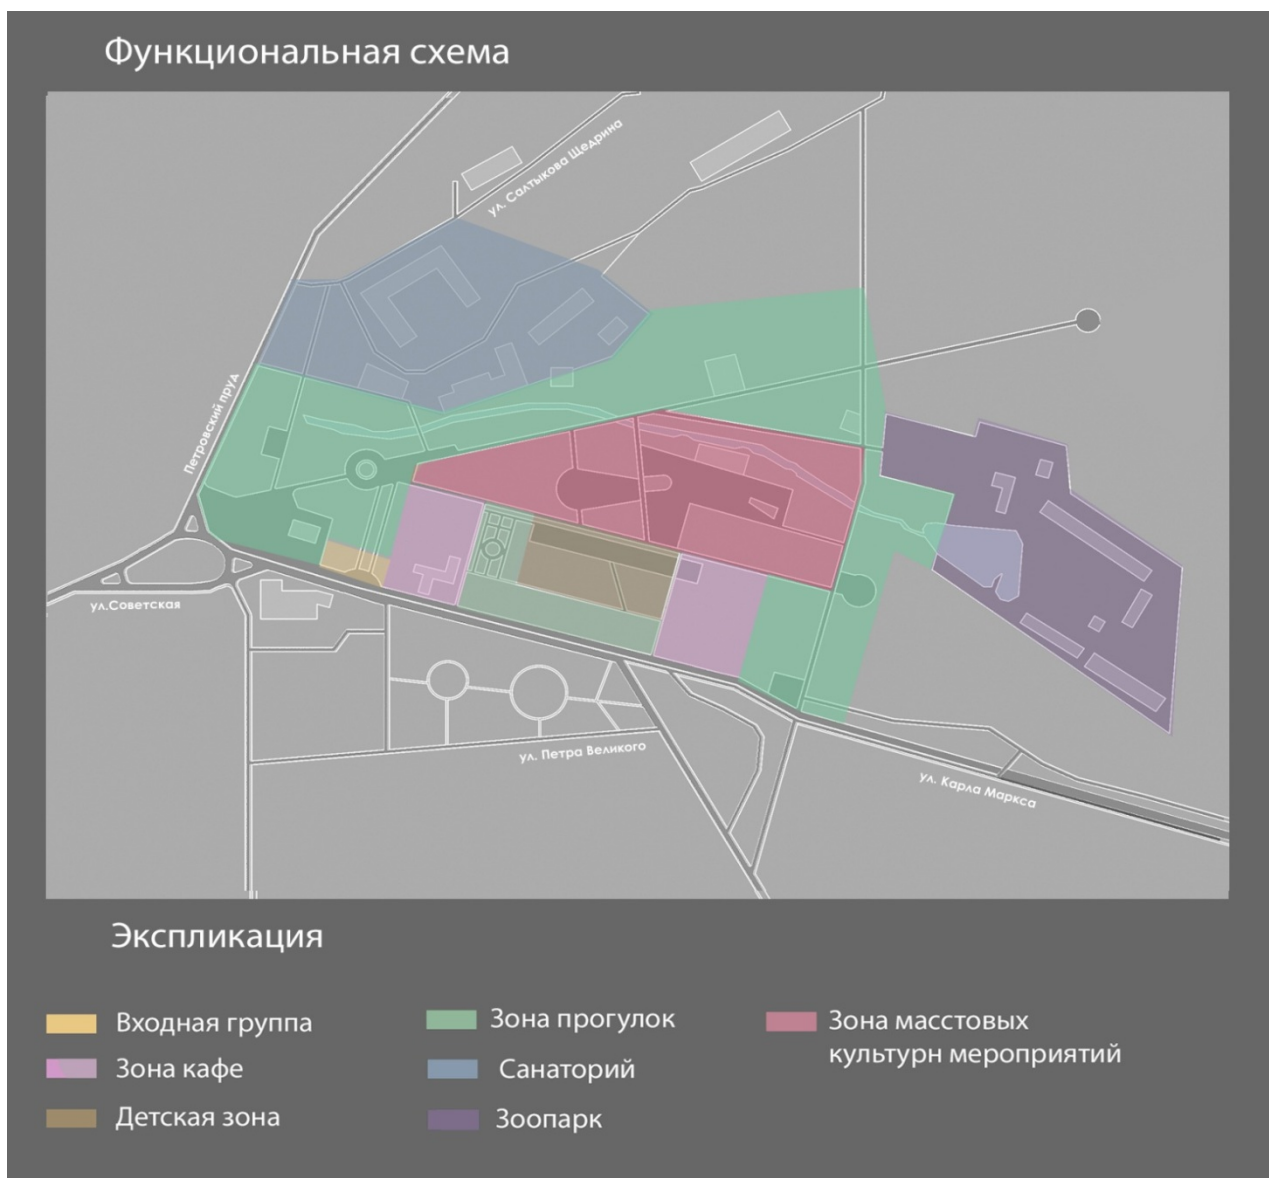 Функциональная схема
ул. Салтыкова Щедрина
Петровский пруд
ул.Советская
ул. Петра Великого
ул. Карла Маркса
Экспликация
Входная группа
Зона кафе
Детская зона
Зона прогулок
Санаторий
Зоопарк
Зона масстовых
культурн мероприятий